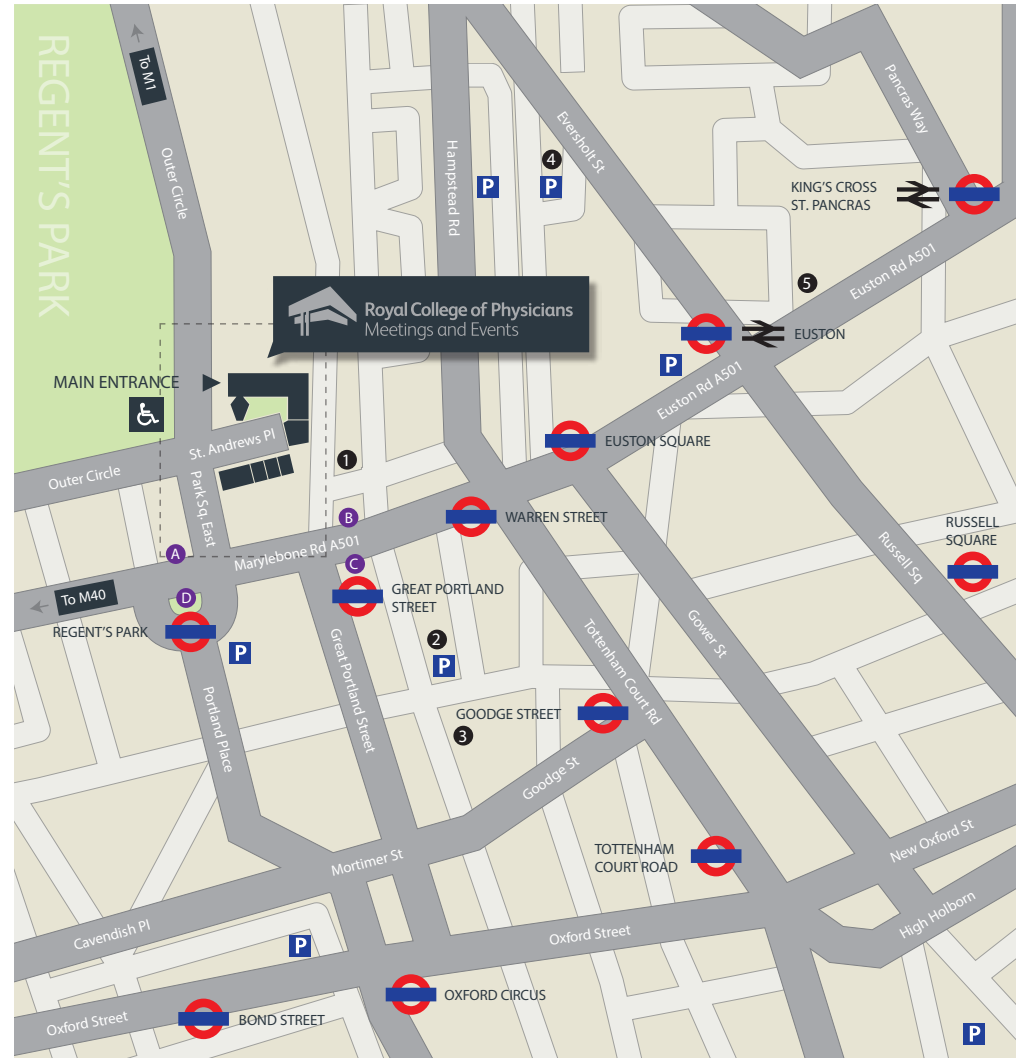 REGENT'S PARK
To M1
Outer Circle
Hampstead Rd
Eversholt St
Pancras Way
4
P
P
KING'S CROSS
ST. PANCRAS
Euston Rd A501
5
Royal College of Physicians
Meetings and Events
EUSTON
P
MAIN ENTRANCE
Euston Rd A501
St. Andrews Pl
EUSTON SQUARE
Outer Circle
1
Park Sq. East
B
WARREN STREET
RUSSELL
SQUARE
A
Marylebone Rd A501
C
Russell Sq
To M40
D
GREAT PORTLAND
STREET
REGENT'S PARK
P
2
P
Great Portland Street
Tottenham Court Rd
Gower St
Portland Place
GOODGE STREET
3
Goodge St
Mortimer St
TOTTENHAM
COURT ROAD
New Oxford St
Cavendish Pl
P
Oxford Street
High Holborn
OXFORD CIRCUS
Oxford Street
BOND STREET
P